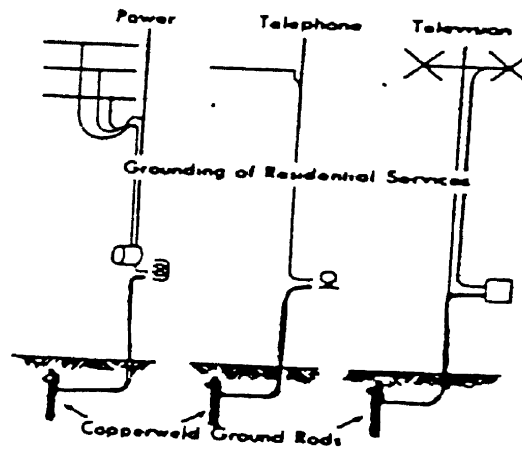 Power
Telephone
Television
Grounding of Residential Services
Copperweld Ground Rods